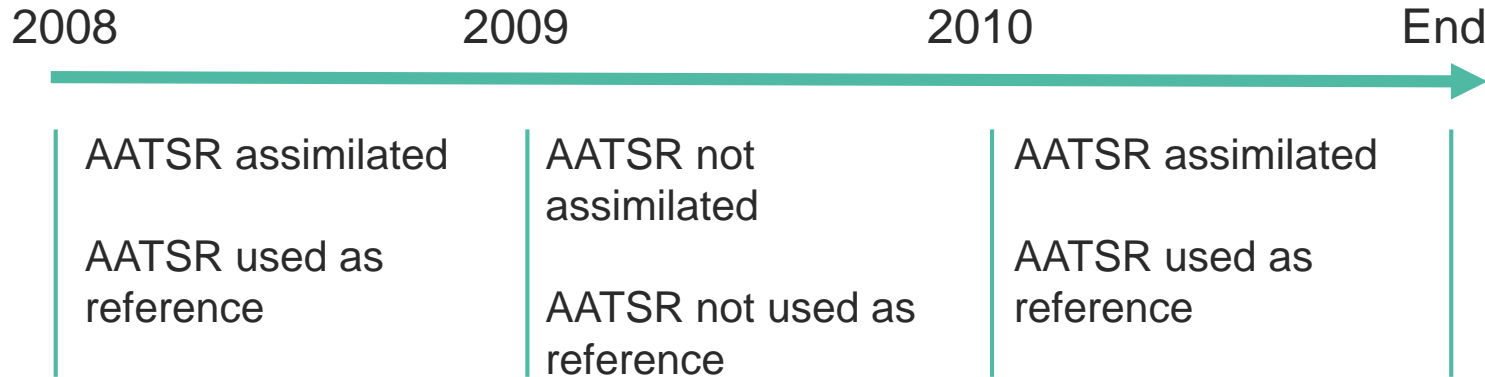 2008 2009 2010 End
AATSR assimilated
AATSR used as
reference
AATSR not
assimilated
AATSR not used as
reference
AATSR assimilated
AATSR used as
reference